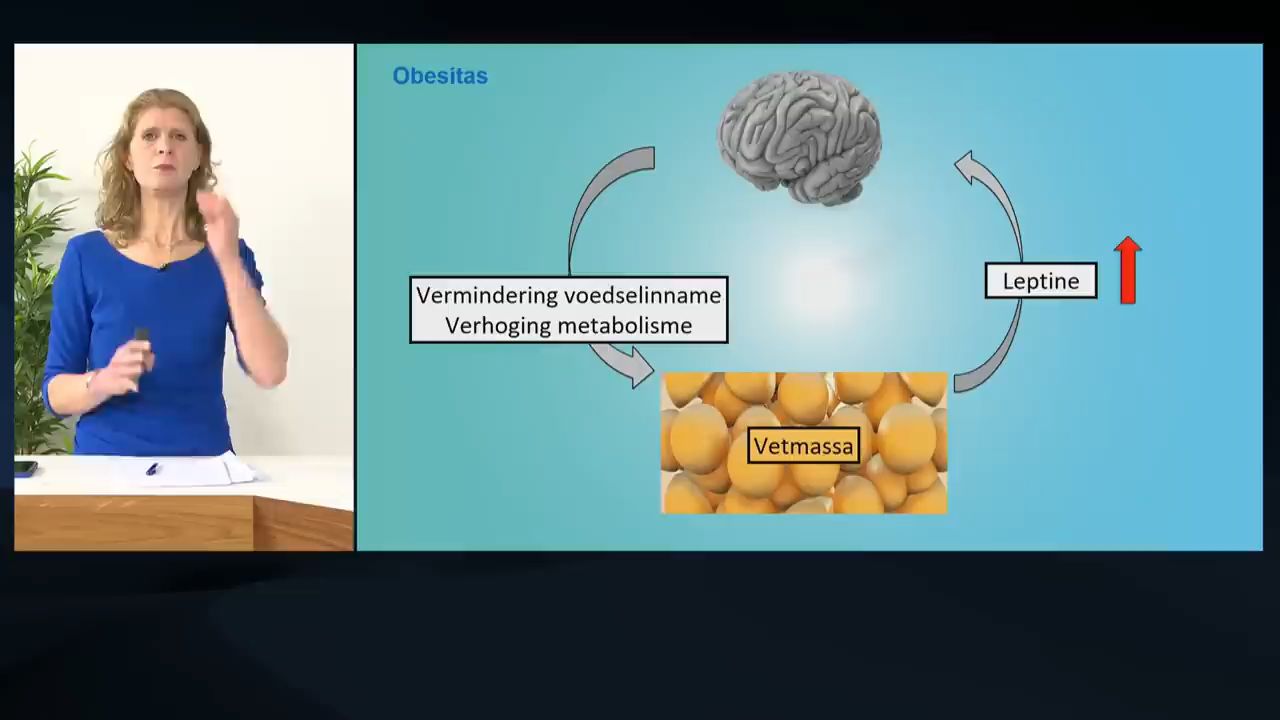 Obesitas
Vermindering voedselinname
Verhoging metabolisme
Leptine
Vetmassa